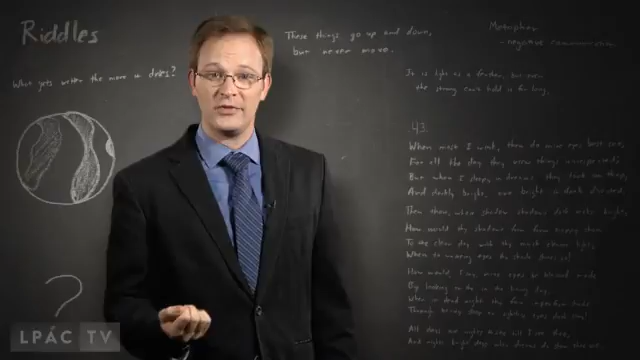 Riddles
These things go up and down,
but never move.
Metaphor
- negative
What gets wetter the more it dries?
It is light as a feather, but even
the strong can't hold it for long.
43.
When most I wink, then do mine eyes best see,
For all the day they view things unrespected;
But when I sleep, in dreams they look on thee,
And darkly bright, are bright in dark directed.
Then thou, whose shadow shadows doth make bright,
How would thy shadow's form form happy show
To the clear day with thy much clearer light,
When to unseeing eyes thy shade shines so!
How would, I say, mine eyes be blessed made
By looking on thee in the living day,
When in dead night thy fair imperfect shade
Through heavy sleep on sightless eyes doth stay!
All days are nights to see till I see thee,
And nights bright days when dreams do show thee me.
?
LPÁC TV